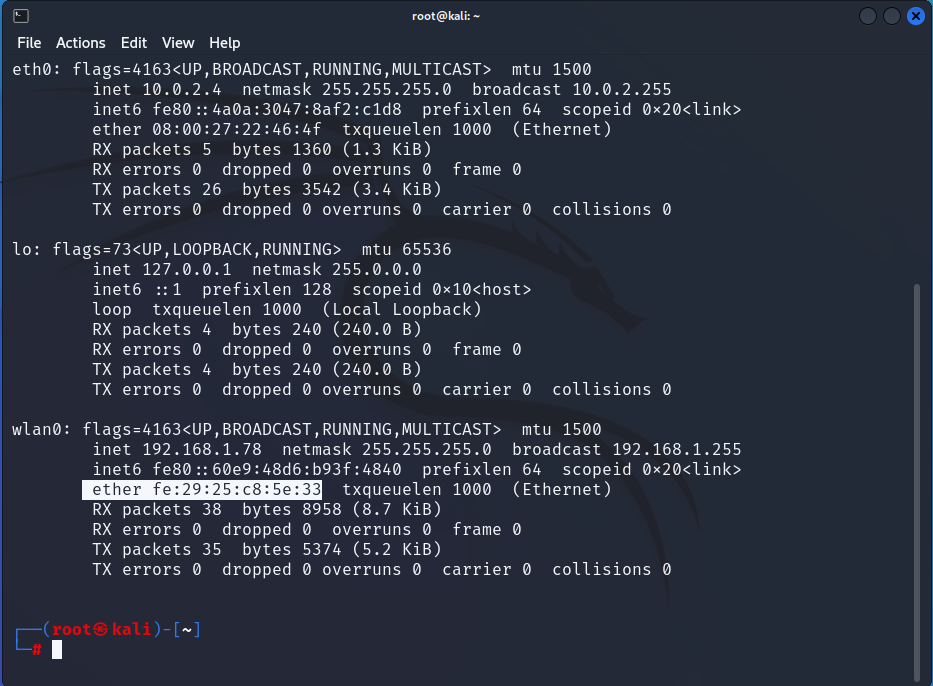 root@kali: ~
File Actions Edit View Help
eth0: flags=4163<UP,BROADCAST,RUNNING,MULTICAST>  mtu 1500
        inet 10.0.2.4  netmask 255.255.255.0  broadcast 10.0.2.255
        inet6 fe80::4a0a:3047:8af2:c1d8  prefixlen 64  scopeid 0x20<link>
        ether 08:00:27:22:46:4f  txqueuelen 1000  (Ethernet)
        RX packets 5  bytes 1360 (1.3 KiB)
        RX errors 0  dropped 0  overruns 0  frame 0
        TX packets 26  bytes 3542 (3.4 KiB)
        TX errors 0  dropped 0 overruns 0  carrier 0  collisions 0
lo: flags=73<UP,LOOPBACK,RUNNING>  mtu 65536
        inet 127.0.0.1  netmask 255.0.0.0
        inet6 ::1  prefixlen 128  scopeid 0x10<host>
        loop  txqueuelen 1000  (Local Loopback)
        RX packets 4  bytes 240 (240.0 B)
        RX errors 0  dropped 0  overruns 0  frame 0
        TX packets 4  bytes 240 (240.0 B)
        TX errors 0  dropped 0 overruns 0  carrier 0  collisions 0
wlan0: flags=4163<UP,BROADCAST,RUNNING,MULTICAST>  mtu 1500
        inet 192.168.1.78  netmask 255.255.255.0  broadcast 192.168.1.255
        inet6 fe80::60e9:48d6:b93f:4840  prefixlen 64  scopeid 0x20<link>
        ether fe:29:25:c8:5e:33  txqueuelen 1000  (Ethernet)
        RX packets 38  bytes 8958 (8.7 KiB)
        RX errors 0  dropped 0  overruns 0  frame 0
        TX packets 35  bytes 5374 (5.2 KiB)
        TX errors 0  dropped 0 overruns 0  carrier 0  collisions 0
┌──(root㉿kali)-[~]
└─#